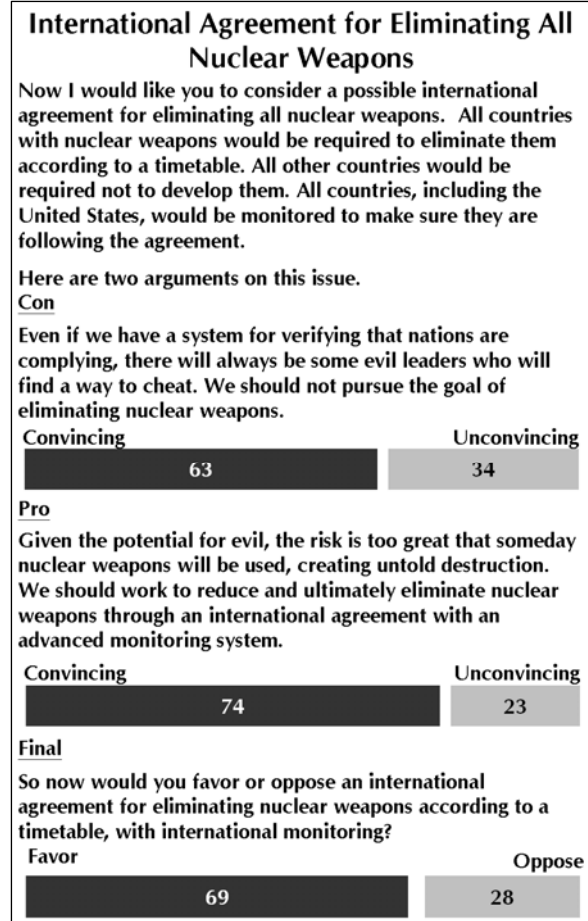 International Agreement for Eliminating All
Nuclear Weapons
Now I would like you to consider a possible international
agreement for eliminating all nuclear weapons.  All countries
with nuclear weapons would be required to eliminate them
according to a timetable. All other countries would be
required not to develop them. All countries, including the
United States, would be monitored to make sure they are
following the agreement.
Here are two arguments on this issue.
Con
Even if we have a system for verifying that nations are
complying, there will always be some evil leaders who will
find a way to cheat. We should not pursue the goal of
eliminating nuclear weapons.
Convincing Unconvincing
63 34
Pro
Given the potential for evil, the risk is too great that someday
nuclear weapons will be used, creating untold destruction.
We should work to reduce and ultimately eliminate nuclear
weapons through an international agreement with an
advanced monitoring system.
Convincing Unconvincing
74 23
Final
So now would you favor or oppose an international
agreement for eliminating nuclear weapons according to a
timetable, with international monitoring?
Favor Oppose
69 28